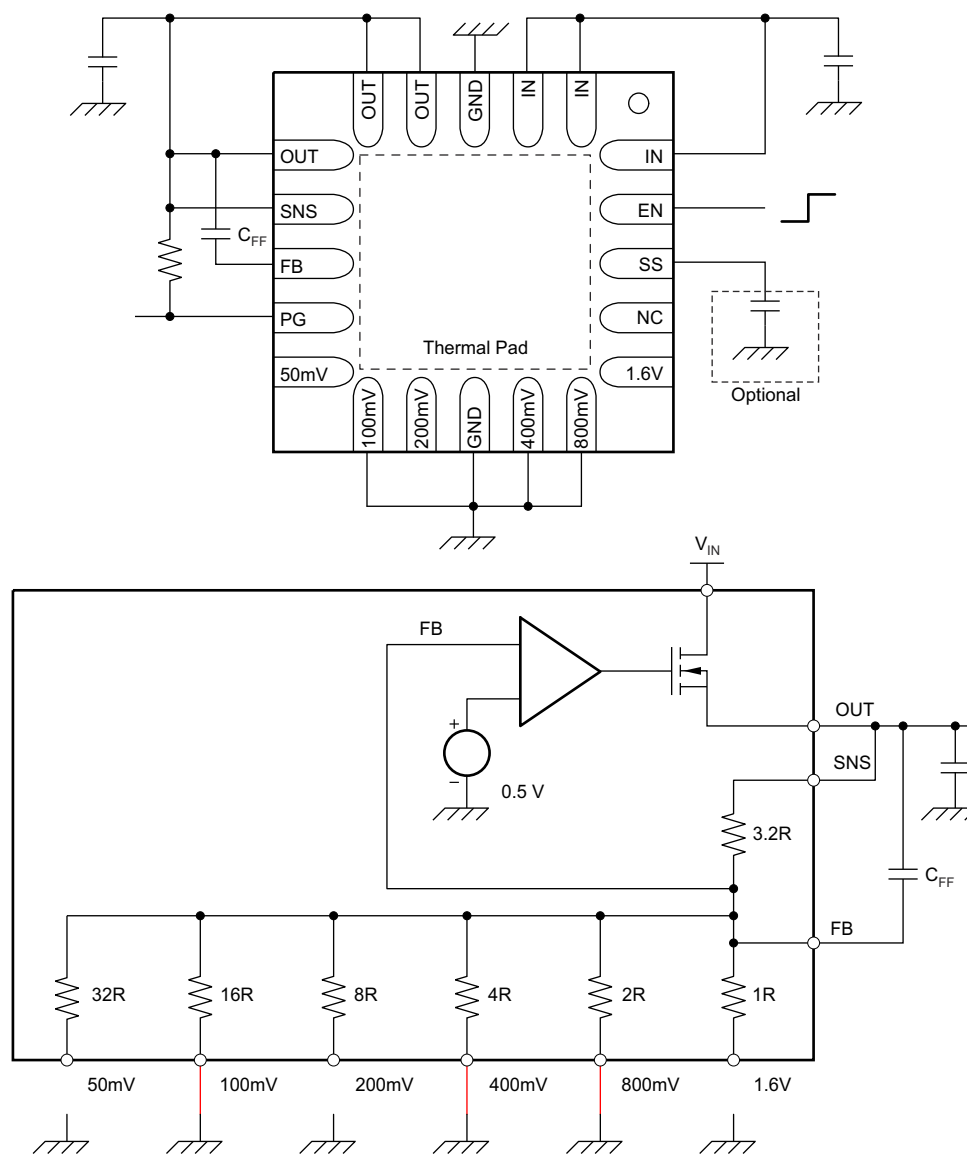 OUT
OUT
GND
IN
IN
OUT
SNS
C_FF
FB
PG
50mV
IN
EN
SS
NC
1.6V
Thermal Pad
Optional
100mV
200mV
GND
400mV
800mV
V_IN
FB
+
−
0.5 V
OUT
SNS
3.2R
C_FF
FB
32R
16R
8R
4R
2R
1R
50mV
100mV
200mV
400mV
800mV
1.6V